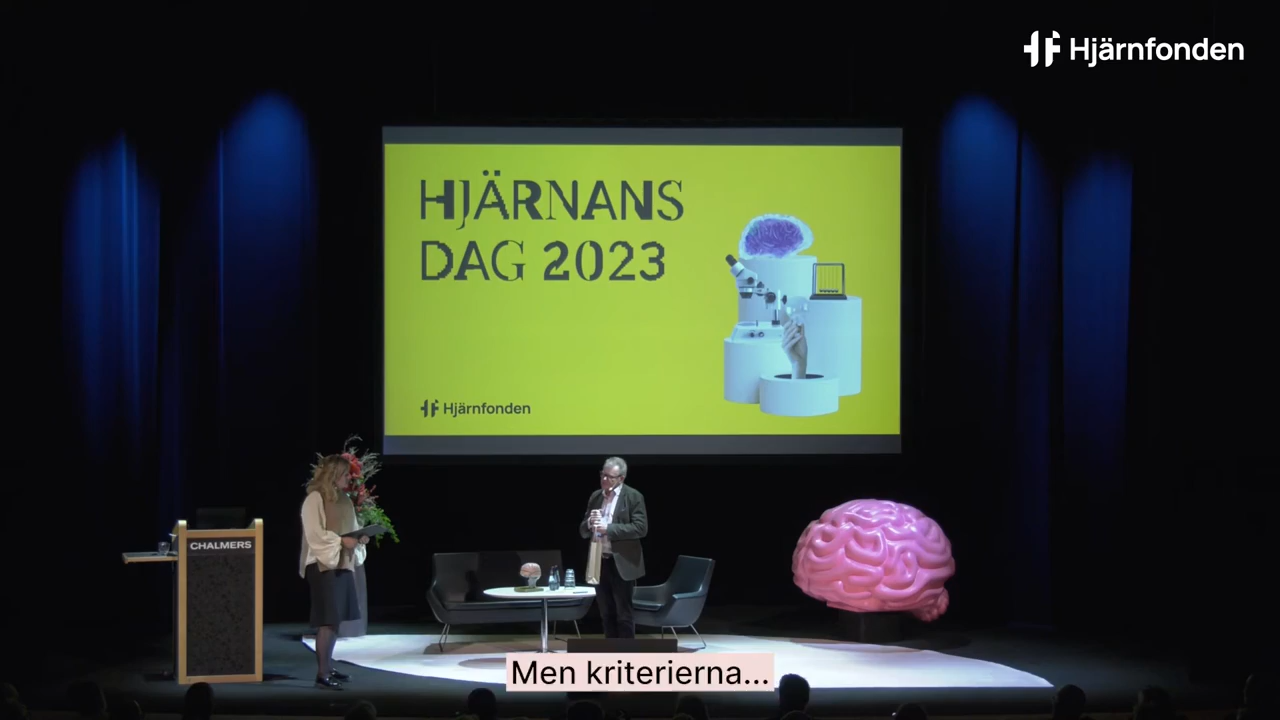 Hjärnfonden
HJÄRNANS
DAG 2023
Hjärnfonden
CHALMERS
Men kriterierna...